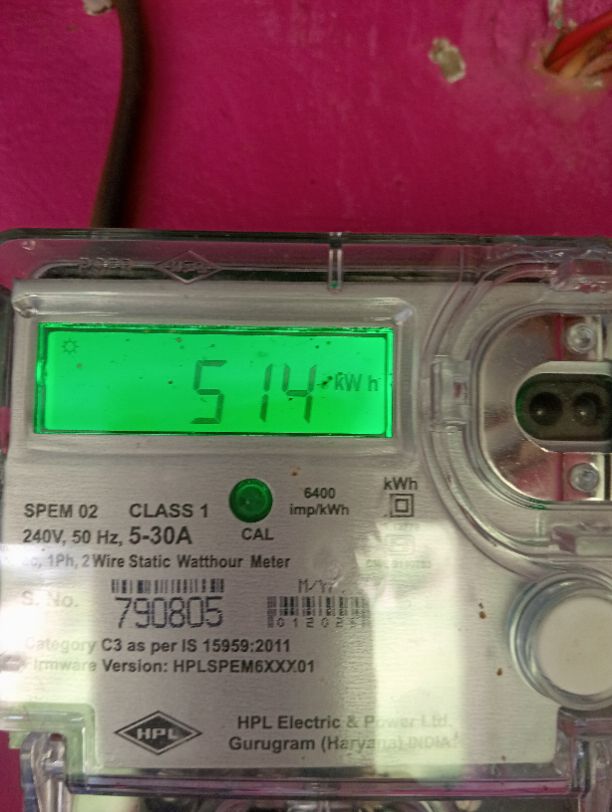 514 kWh
6400
imp/kWh
kWh
SPEM 02 CLASS 1
240V, 50 Hz, 5-30A
CAL
1Ph, 2Wire Static Watthour Meter
S. No.
790805
Category C3 as per IS 15959:2011
Firmware Version: HPLSPEM6XXX01
HPL
HPL Electric & Power Ltd.
Gurugram (Haryana) INDIA